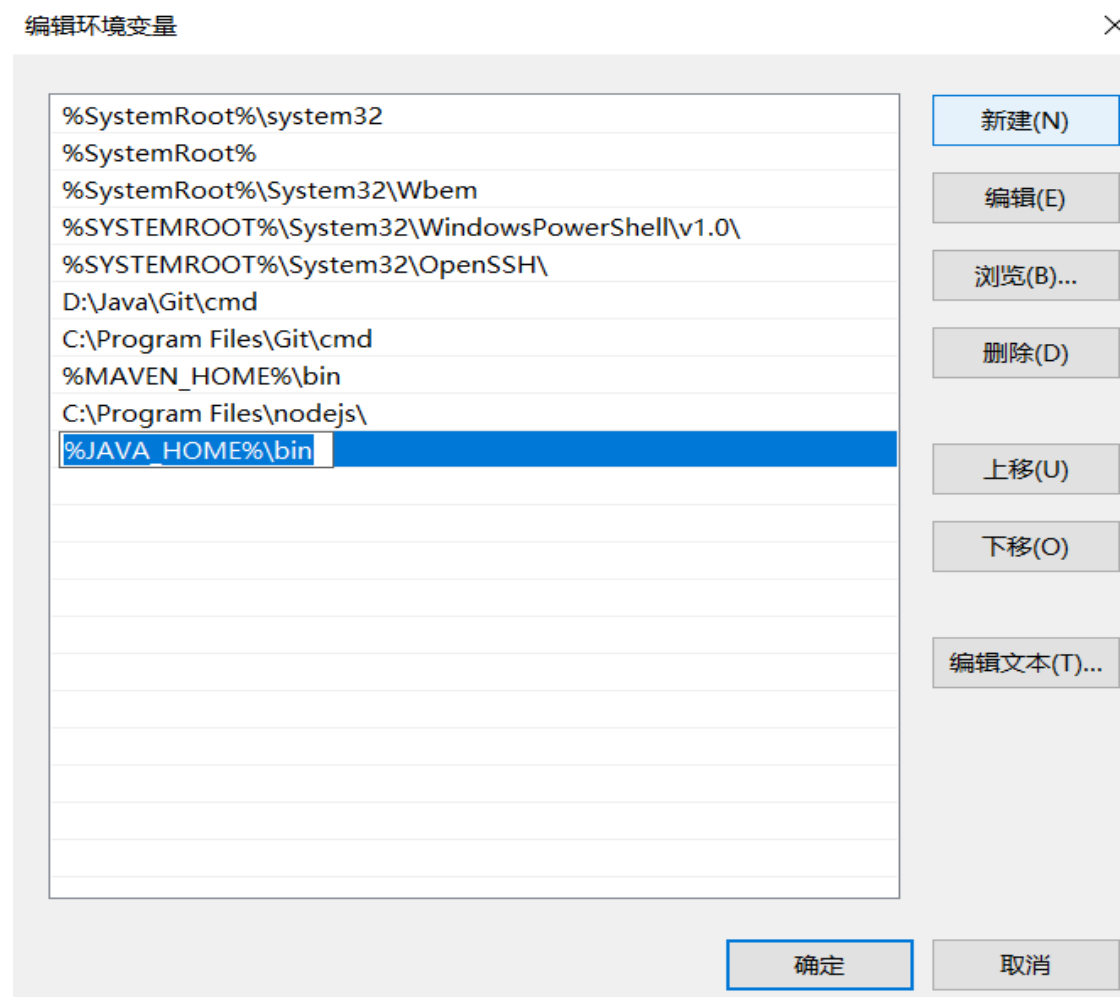 编辑环境变量
%SystemRoot%\system32
%SystemRoot%
%SystemRoot%\System32\Wbem
%SYSTEMROOT%\System32\WindowsPowerShell\v1.0\
%SYSTEMROOT%\System32\OpenSSH\
D:\Java\Git\cmd
C:\Program Files\Git\cmd
%MAVEN_HOME%\bin
C:\Program Files\nodejs\
%JAVA_HOME%\bin
新建(N)
编辑(E)
浏览(B)...
删除(D)
上移(U)
下移(O)
编辑文本(T)...
确定
取消